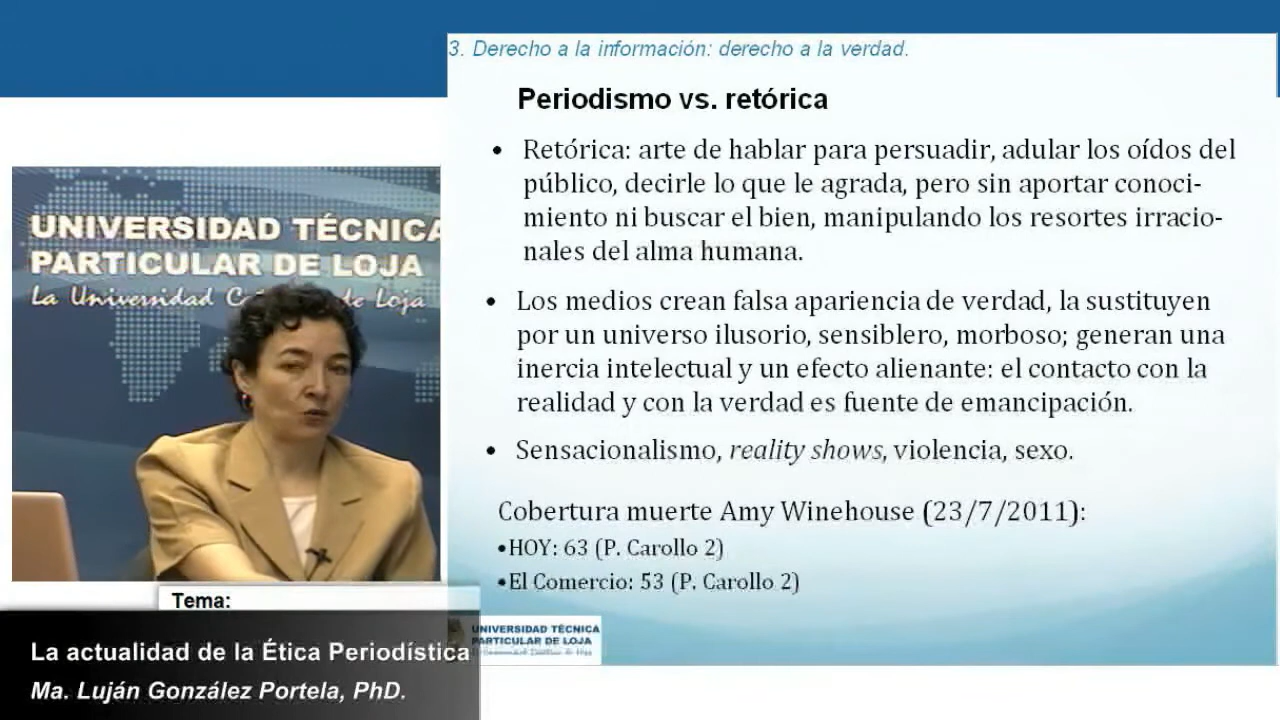 3. Derecho a la información: derecho a la verdad.
Periodismo vs. retórica
• Retórica: arte de hablar para persuadir, adular los oídos del
público, decirle lo que le agrada, pero sin aportar conoci-
miento ni buscar el bien, manipulando los resortes irracio-
nales del alma humana.
• Los medios crean falsa apariencia de verdad, la sustituyen
por un universo ilusorio, sensiblero, morboso; generan una
inercia intelectual y un efecto alienante: el contacto con la
realidad y con la verdad es fuente de emancipación.
• Sensacionalismo, reality shows, violencia, sexo.
Cobertura muerte Amy Winehouse (23/7/2011):
•HOY: 63 (P. Carollo 2)
•El Comercio: 53 (P. Carollo 2)
UNIVERSIDAD TÉCNICA
PARTICULAR DE LOJA
La Universidad de Loja
Tema:
La actualidad de la Ética Periodística
Ma. Luján González Portela, PhD.
UNIVERSIDAD TÉCNICA
PARTICULAR DE LOJA